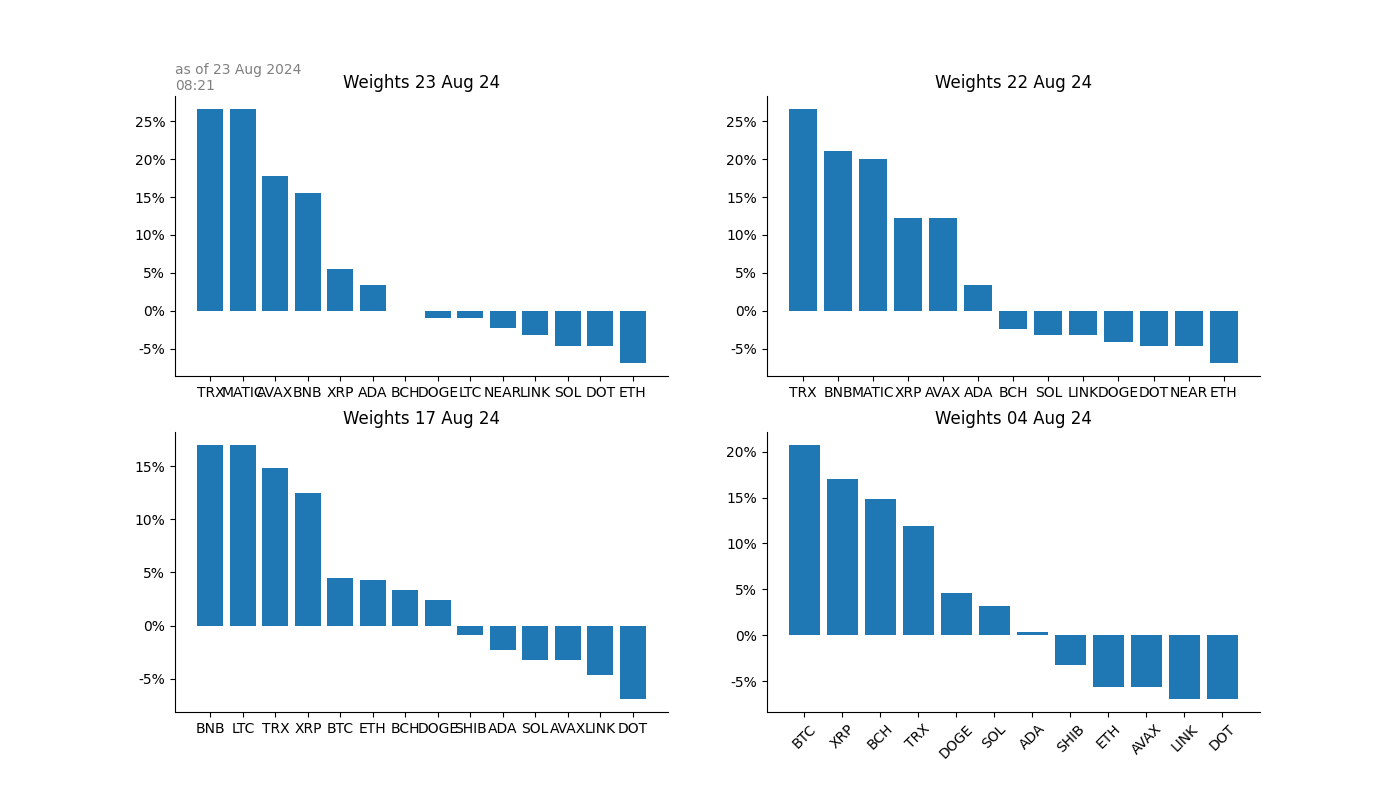 as of 23 Aug 2024
08:21
Weights 23 Aug 24
25%
20%
15%
10%
5%
0%
-5%
TRX MATIC AVAX BNB XRP ADA BCH DOGE LTC NEAR LINK SOL DOT ETH
Weights 22 Aug 24
25%
20%
15%
10%
5%
0%
-5%
TRX BNB MATIC XRP AVAX ADA BCH SOL LINK DOGE DOT NEAR ETH
Weights 17 Aug 24
15%
10%
5%
0%
-5%
BNB LTC TRX XRP BTC ETH BCH DOGE SHIB ADA SOL AVAX LINK DOT
Weights 04 Aug 24
20%
15%
10%
5%
0%
-5%
BTC XRP BCH TRX DOGE SOL ADA SHIB ETH AVAX LINK DOT